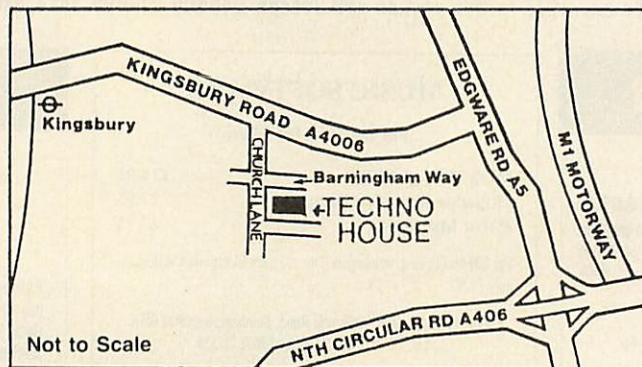 KINGSBURY ROAD A4006
EDGWARE RD A5
M1 MOTORWAY
Kingsbury
CHURCH LANE
Barningham Way
TECHNO
HOUSE
NTH CIRCULAR RD A406
Not to Scale